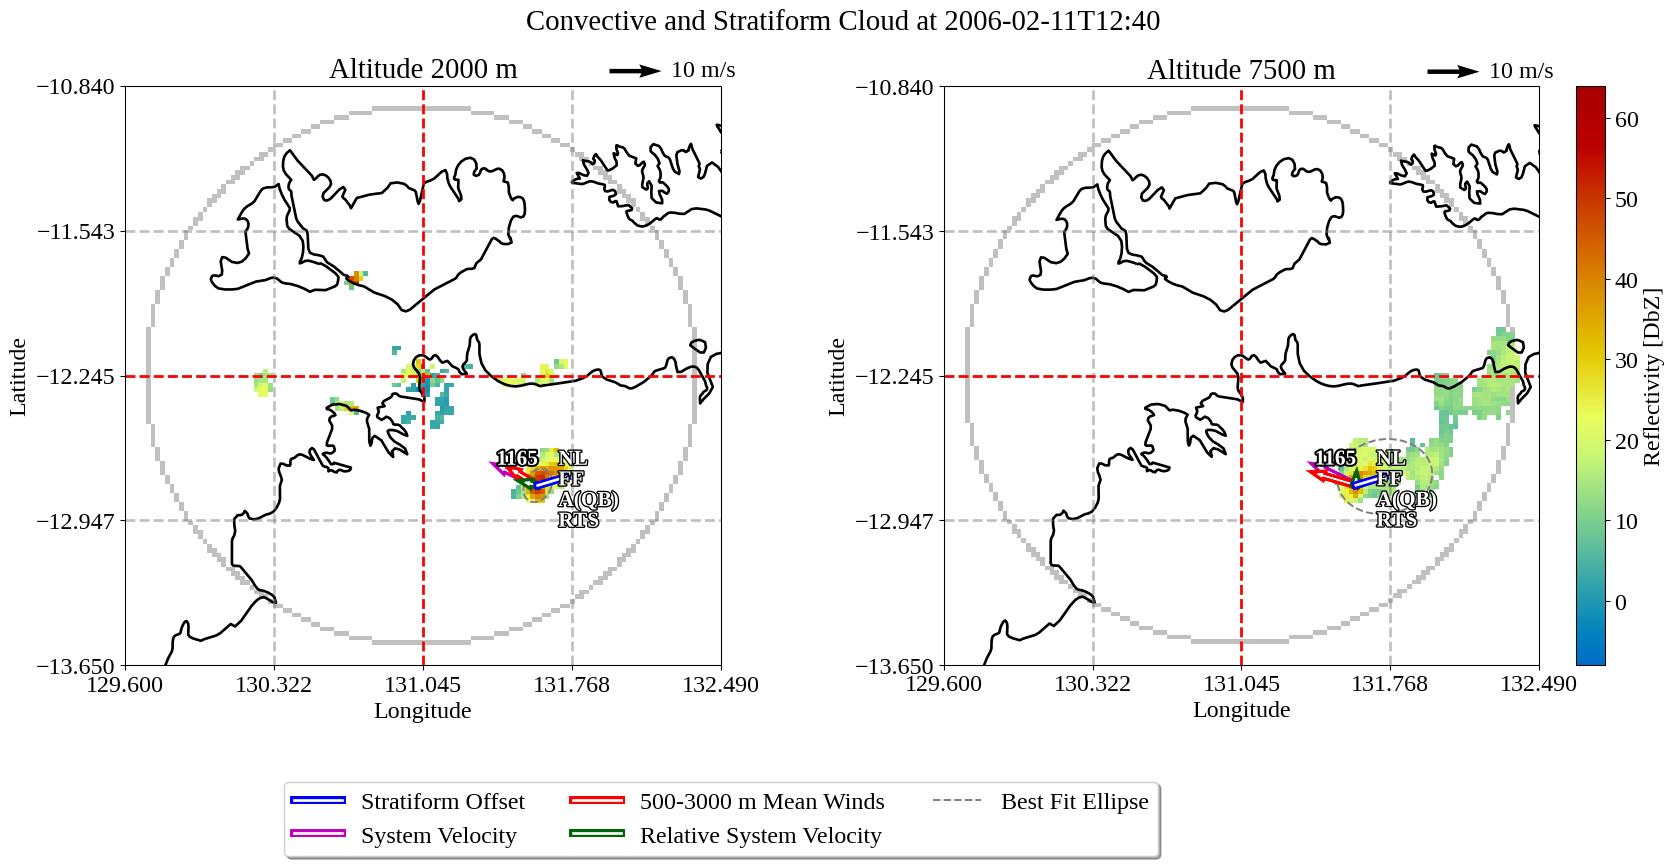 Convective and Stratiform Cloud at 2006-02-11T12:40
Altitude 2000 m
10 m/s
−10.840
−11.543
−12.245
−12.947
−13.650
129.600
130.322
131.045
131.768
132.490
Latitude
Longitude
1165
NL
FF
A(QB)
RTS
Altitude 7500 m
10 m/s
−10.840
−11.543
−12.245
−12.947
−13.650
129.600
130.322
131.045
131.768
132.490
Latitude
Longitude
1165
NL
FF
A(QB)
RTS
60
50
40
30
20
10
0
Reflectivity [DbZ]
Stratiform Offset
System Velocity
500-3000 m Mean Winds
Relative System Velocity
Best Fit Ellipse